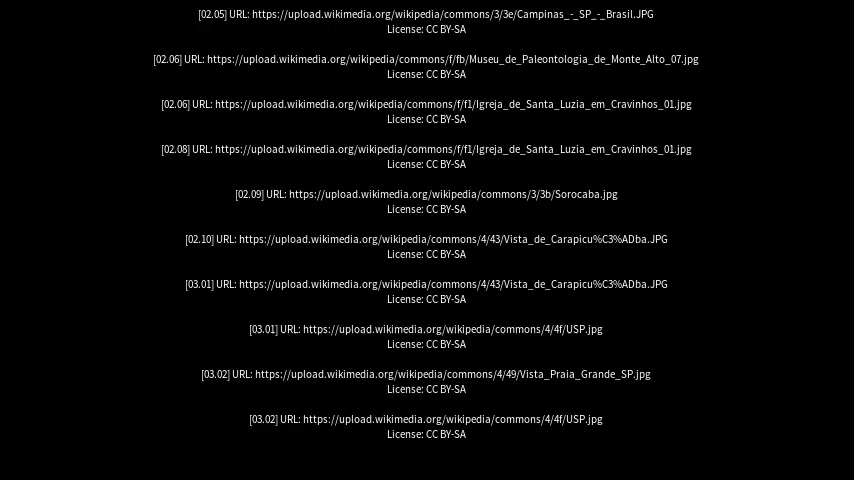 [02.05] URL: https://upload.wikimedia.org/wikipedia/commons/3/3e/Campinas_-_SP_-_Brasil.JPG
License: CC BY-SA
[02.06] URL: https://upload.wikimedia.org/wikipedia/commons/f/fb/Museu_de_Paleontologia_de_Monte_Alto_07.jpg
License: CC BY-SA
[02.06] URL: https://upload.wikimedia.org/wikipedia/commons/f/f1/Igreja_de_Santa_Luzia_em_Cravinhos_01.jpg
License: CC BY-SA
[02.08] URL: https://upload.wikimedia.org/wikipedia/commons/f/f1/Igreja_de_Santa_Luzia_em_Cravinhos_01.jpg
License: CC BY-SA
[02.09] URL: https://upload.wikimedia.org/wikipedia/commons/3/3b/Sorocaba.jpg
License: CC BY-SA
[02.10] URL: https://upload.wikimedia.org/wikipedia/commons/4/43/Vista_de_Carapicu%C3%ADba.JPG
License: CC BY-SA
[03.01] URL: https://upload.wikimedia.org/wikipedia/commons/4/43/Vista_de_Carapicu%C3%ADba.JPG
License: CC BY-SA
[03.01] URL: https://upload.wikimedia.org/wikipedia/commons/4/4f/USP.jpg
License: CC BY-SA
[03.02] URL: https://upload.wikimedia.org/wikipedia/commons/4/49/Vista_Praia_Grande_SP.jpg
License: CC BY-SA
[03.02] URL: https://upload.wikimedia.org/wikipedia/commons/4/4f/USP.jpg
License: CC BY-SA